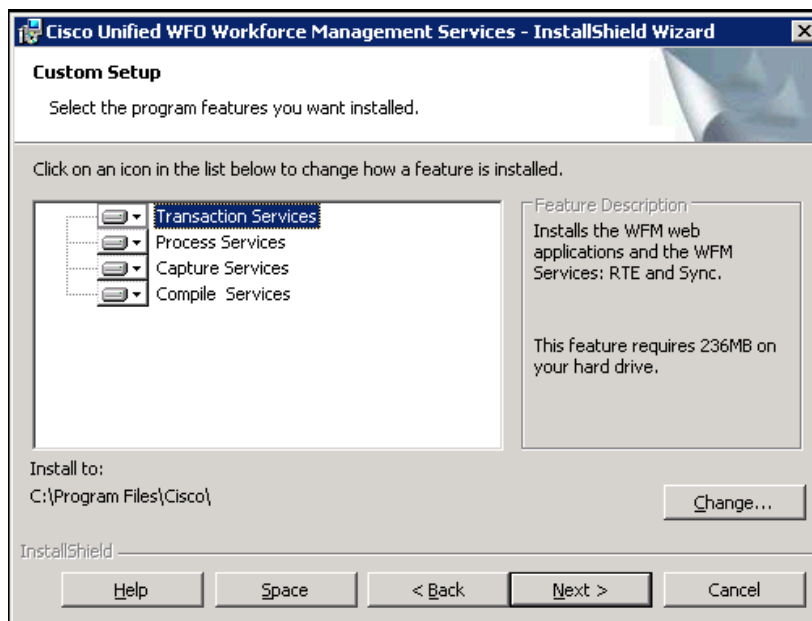 Cisco Unified WFO Workforce Management Services - InstallShield Wizard
Custom Setup
Select the program features you want installed.
Click on an icon in the list below to change how a feature is installed.
Transaction Services
Process Services
Capture Services
Compile Services
Feature Description
Installs the WFM web
applications and the WFM
Services: RTE and Sync.
This feature requires 236MB on
your hard drive.
Install to:
C:\Program Files\Cisco\
Change...
InstallShield
Help
Space
< Back
Next >
Cancel